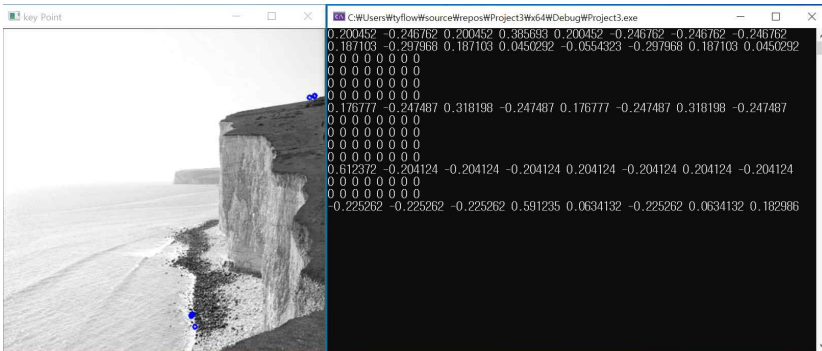 key Point
C:₩Users₩tyflow₩source₩repos₩Project3₩x64₩Debug₩Project3.exe
0.200452 -0.246762 0.200452 0.385693 0.200452 -0.246762 -0.246762 -0.246762
0.187103 -0.297968 0.187103 0.0450292 -0.0554323 -0.297968 0.187103 0.0450292
0 0 0 0 0 0 0 0
0 0 0 0 0 0 0 0
0 0 0 0 0 0 0 0
0 0 0 0 0 0 0 0
0.176777 -0.247487 0.318198 -0.247487 0.176777 -0.247487 0.318198 -0.247487
0 0 0 0 0 0 0 0
0 0 0 0 0 0 0 0
0 0 0 0 0 0 0 0
0 0 0 0 0 0 0 0
0.612372 -0.204124 -0.204124 -0.204124 0.204124 -0.204124 0.204124 -0.204124
0 0 0 0 0 0 0 0
0 0 0 0 0 0 0 0
-0.225262 -0.225262 -0.225262 0.591235 0.0634132 -0.225262 0.0634132 0.182986